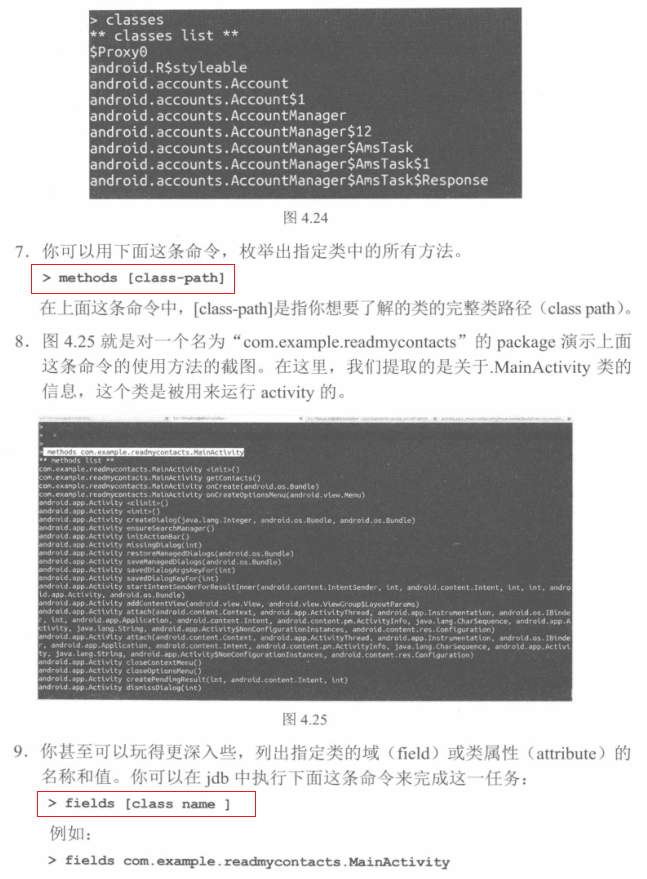 > classes
** classes list **
$Proxy0
android.R$styleable
android.accounts.Account
android.accounts.Account$1
android.accounts.AccountManager
android.accounts.AccountManager$12
android.accounts.AccountManager$AmsTask
android.accounts.AccountManager$AmsTask$1
android.accounts.AccountManager$AmsTask$Response
图 4.24
7. 你可以用下面这条命令，枚举出指定类中的所有方法。
> methods [class-path]
在上面这条命令中，[class-path]是指你想要了解的类的完整类路径（class path）。
8. 图 4.25 就是对一个名为“com.example.readmycontacts”的 package 演示上面
这条命令的使用方法的截图。在这里，我们提取的是关于.MainActivity 类的
信息，这个类是被用来运行 activity 的。
>
>
> methods com.example.readmycontacts.MainActivity
** methods list **
com.example.readmycontacts.MainActivity <init>()
com.example.readmycontacts.MainActivity getContacts()
com.example.readmycontacts.MainActivity onCreate(android.os.Bundle)
com.example.readmycontacts.MainActivity onCreateOptionsMenu(android.view.Menu)
android.app.Activity <clinit>()
android.app.Activity <init>()
android.app.Activity createDialog(java.lang.Integer, android.os.Bundle, android.os.Bundle)
android.app.Activity ensureSearchManager()
android.app.Activity initActionBar()
android.app.Activity missingDialog(int)
android.app.Activity restoreManagedDialogs(android.os.Bundle)
android.app.Activity saveManagedDialogs(android.os.Bundle)
android.app.Activity savedDialogArgsKeyFor(int)
android.app.Activity savedDialogKeyFor(int)
android.app.Activity startIntentSenderForResultInner(android.content.IntentSender, int, android.content.Intent, int, int, andro
id.app.Activity, android.os.Bundle)
android.app.Activity addContentView(android.view.View, android.view.ViewGroup$LayoutParams)
android.app.Activity attach(android.content.Context, android.app.ActivityThread, android.app.Instrumentation, android.os.IBinde
r, int, android.app.Application, android.content.Intent, android.content.pm.ActivityInfo, java.lang.CharSequence, android.app.A
ctivity, java.lang.String, android.app.Activity$NonConfigurationInstances, android.content.res.Configuration)
android.app.Activity attach(android.content.Context, android.app.ActivityThread, android.app.Instrumentation, android.os.IBinde
r, android.app.Application, android.content.Intent, android.content.pm.ActivityInfo, java.lang.CharSequence, android.app.Activi
ty, java.lang.String, android.app.Activity$NonConfigurationInstances, android.content.res.Configuration)
android.app.Activity closeContextMenu()
android.app.Activity closeOptionsMenu()
android.app.Activity createPendingResult(int, android.content.Intent, int)
android.app.Activity dismissDialog(int)
图 4.25
9. 你甚至可以玩得更深入些，列出指定类的域（field）或类属性（attribute）的
名称和值。你可以在 jdb 中执行下面这条命令来完成这一任务：
> fields [class name ]
例如：
> fields com.example.readmycontacts.MainActivity